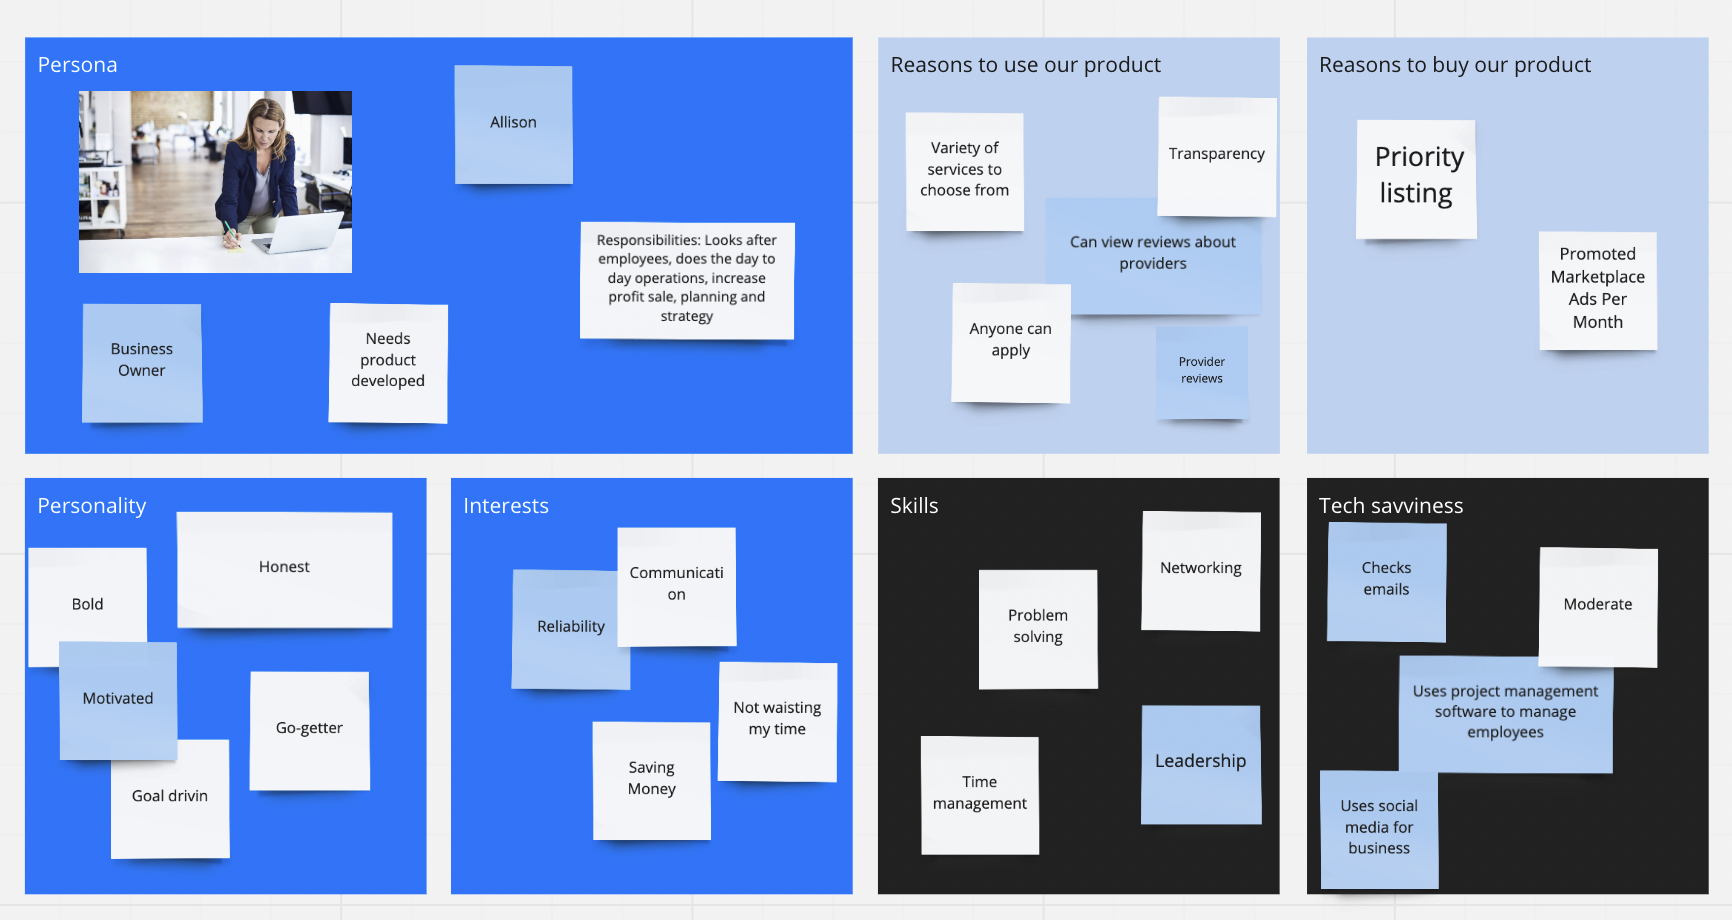 Persona
Allison
Responsibilities: Looks after
employees, does the day to
day operations, increase
profit sale, planning and
strategy
Business
Owner
Needs
product
developed
Reasons to use our product
Variety of
services to
choose from
Transparency
Can view reviews about
providers
Anyone can
apply
Provider
reviews
Reasons to buy our product
Priority
listing
Promoted
Marketplace
Ads Per
Month
Personality
Honest
Bold
Motivated
Go-getter
Goal drivin
Interests
Communicati
on
Reliability
Not waisting
my time
Saving
Money
Skills
Networking
Problem
solving
Leadership
Time
management
Tech savviness
Checks
emails
Moderate
Uses project management
software to manage
employees
Uses social
media for
business